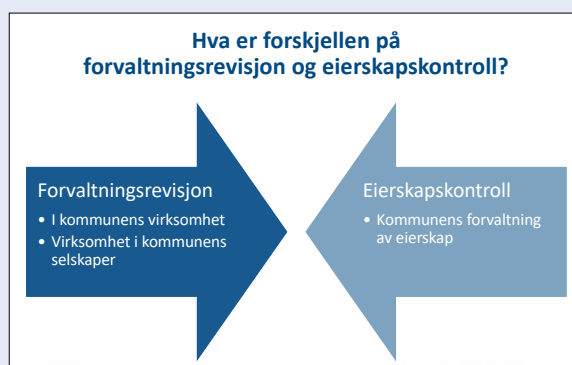 Hva er forskjellen på
forvaltningsrevisjon og eierskapskontroll?
Forvaltningsrevisjon
• I kommunens virksomhet
• Virksomhet i kommunens
selskaper
Eierskapskontroll
• Kommunens forvaltning
av eierskap